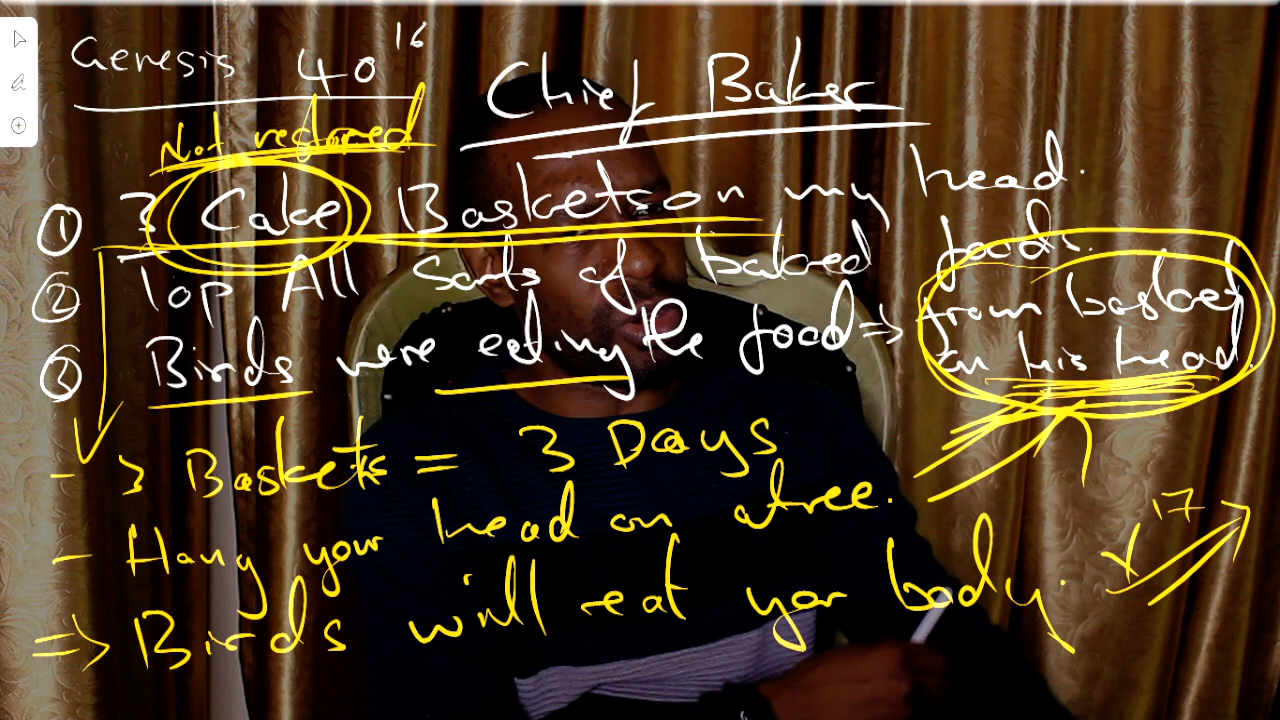 Genesis 40 16
Chief Baker
Not restored
① 3 Cake Baskets on my head.
② Top All sorts of baked foods.
③ Birds were eating the food => from basket on his head.
- 3 Baskets = 3 Days
- Hang your head on a tree.
=> Birds will eat your body. v17